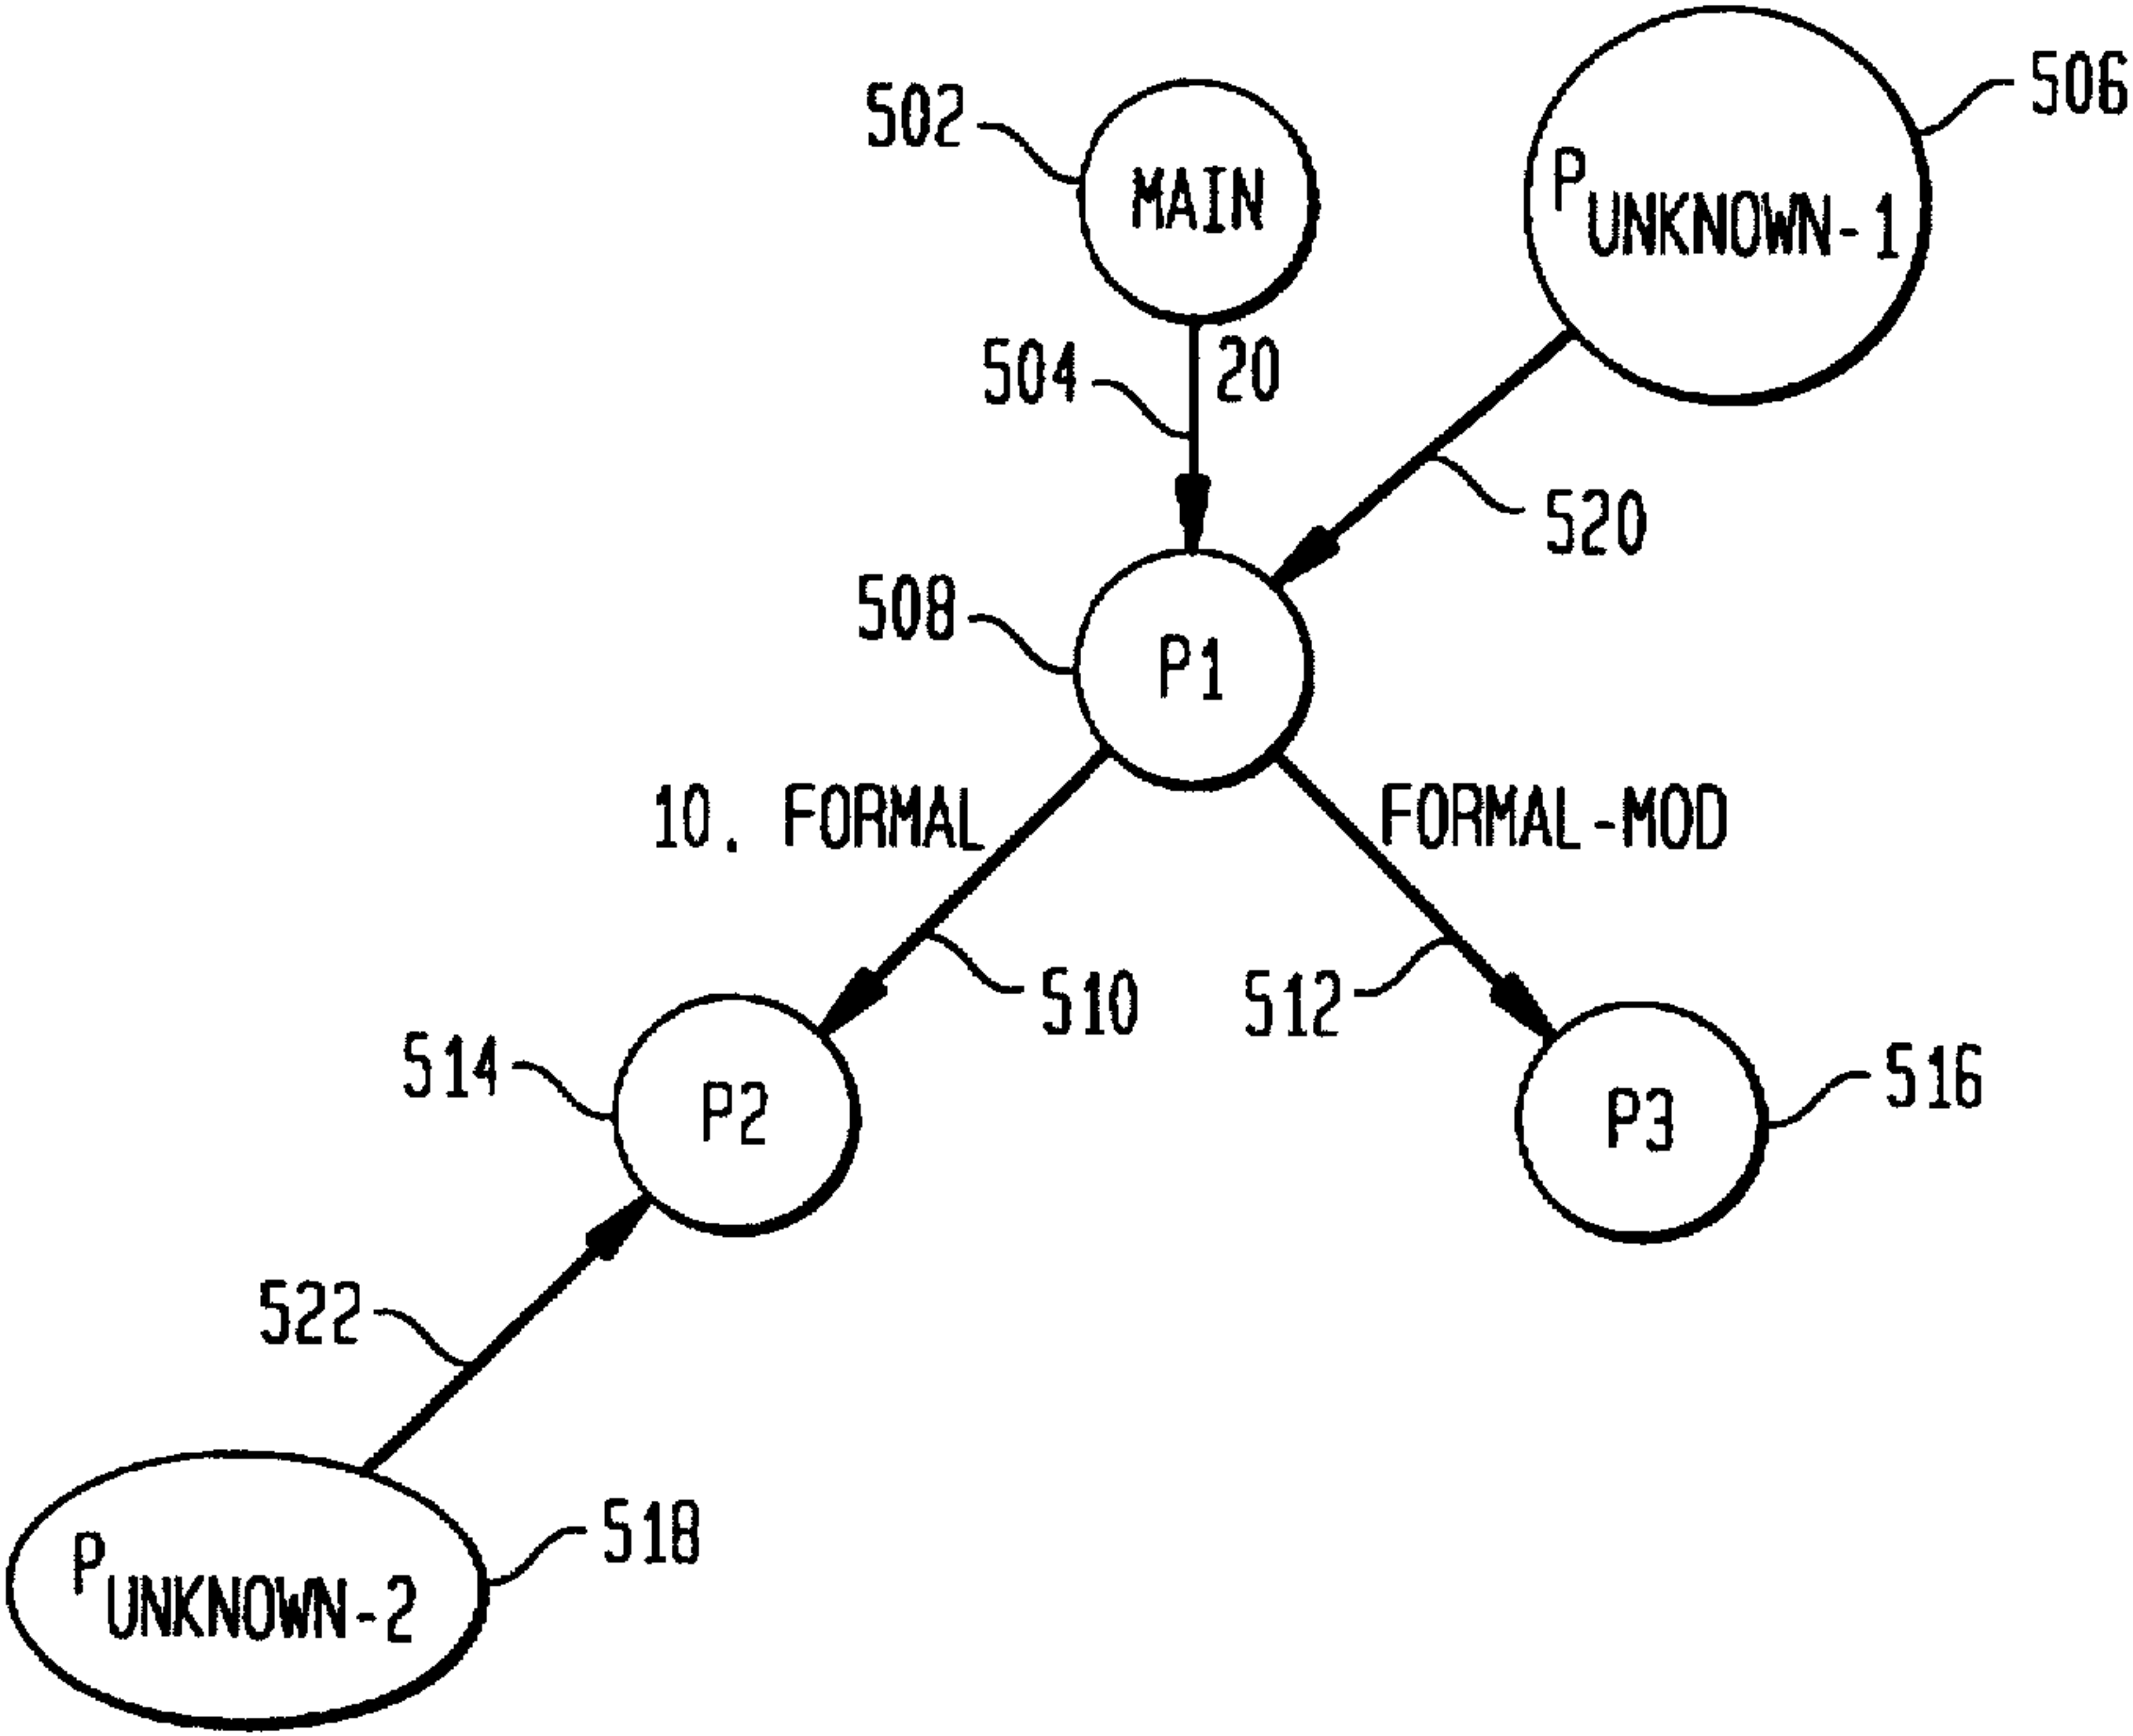 506
502
MAIN
P
UNKNOWN-1
504
20
520
508
P1
10. FORMAL
FORMAL-MOD
510
512
514
P2
P3
516
522
518
P
UNKNOWN-2